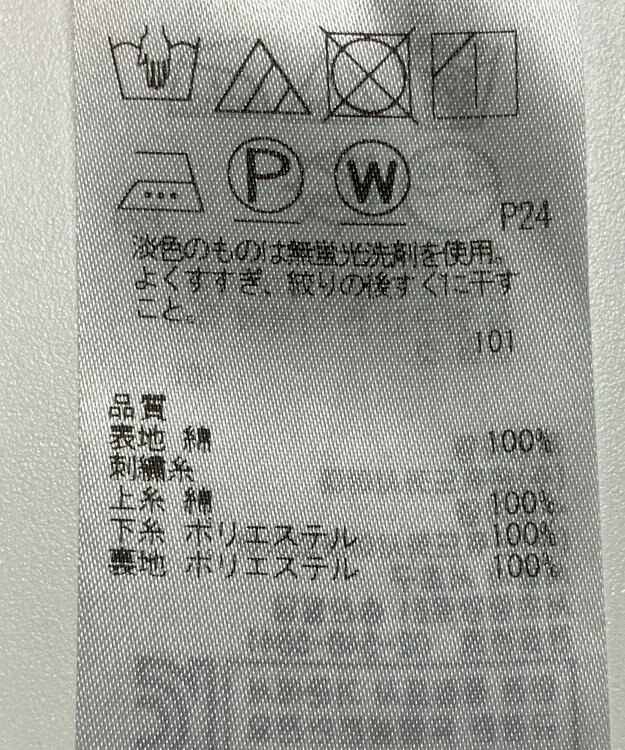 P
W
P24
淡色のものは無蛍光洗剤を使用。
よくすすぎ、絞りの後すぐに干す
こと。
101
品質
表地 綿 100%
刺繍糸
上糸 綿 100%
下糸 ポリエステル 100%
裏地 ポリエステル 100%